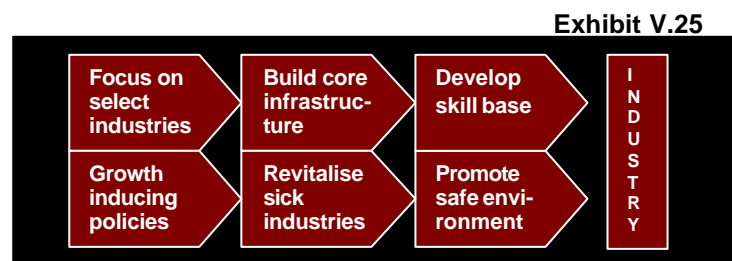 Exhibit V.25
Focus on
select
industries
Build core
infrastruc-
ture
Develop
skill base
Growth
inducing
policies
Revitalise
sick
industries
Promote
safe envi-
ronment
I
N
D
U
S
T
R
Y